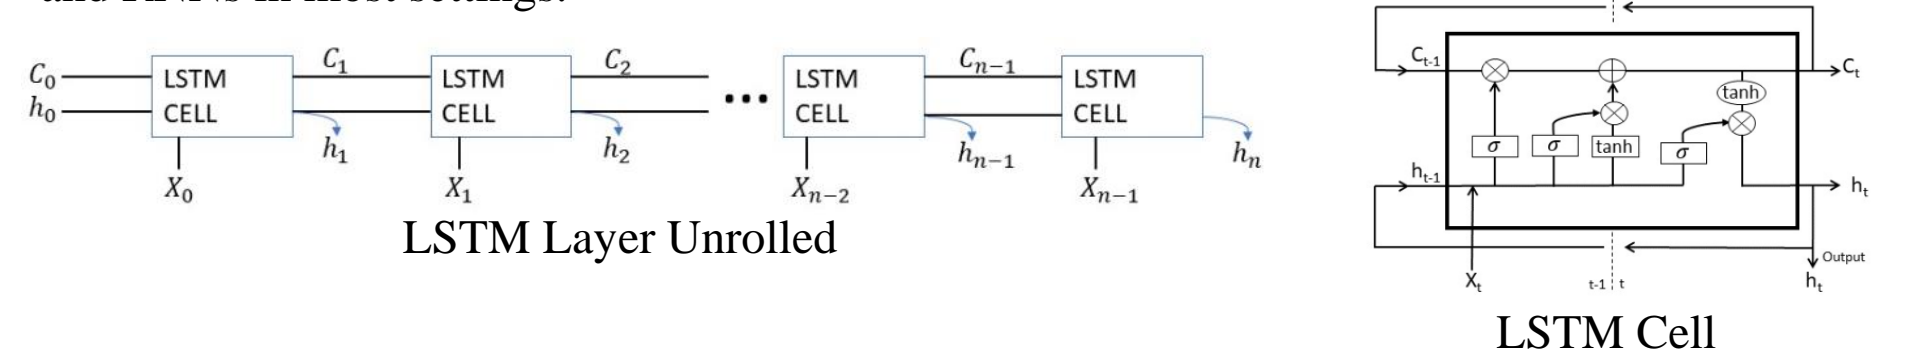 and RNNs in most settings.
C₀ LSTM C₁ LSTM C₂ LSTM Cₙ₋₁ LSTM
h₀ CELL CELL ... CELL CELL
h₁ h₂ hₙ₋₁ hₙ
X₀ X₁ Xₙ₋₂ Xₙ₋₁
LSTM Layer Unrolled
Cₜ₋₁ Cₜ
tanh
σ σ tanh σ
hₜ₋₁ hₜ
Output
Xₜ t-1 t hₜ
LSTM Cell